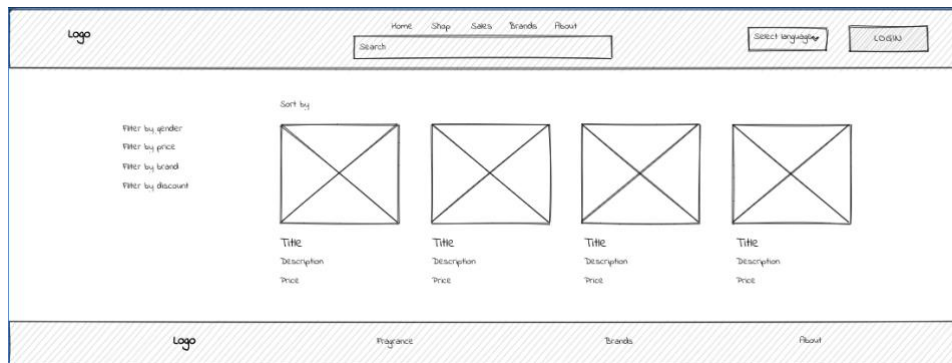 Logo
Home Shop Sales Brands About
Search
Select language
LOGIN
Sort by
Filter by gender
Filter by price
Filter by brand
Filter by discount
Title Title Title Title
Description Description Description Description
Price Price Price Price
Logo Fragrance Brands About